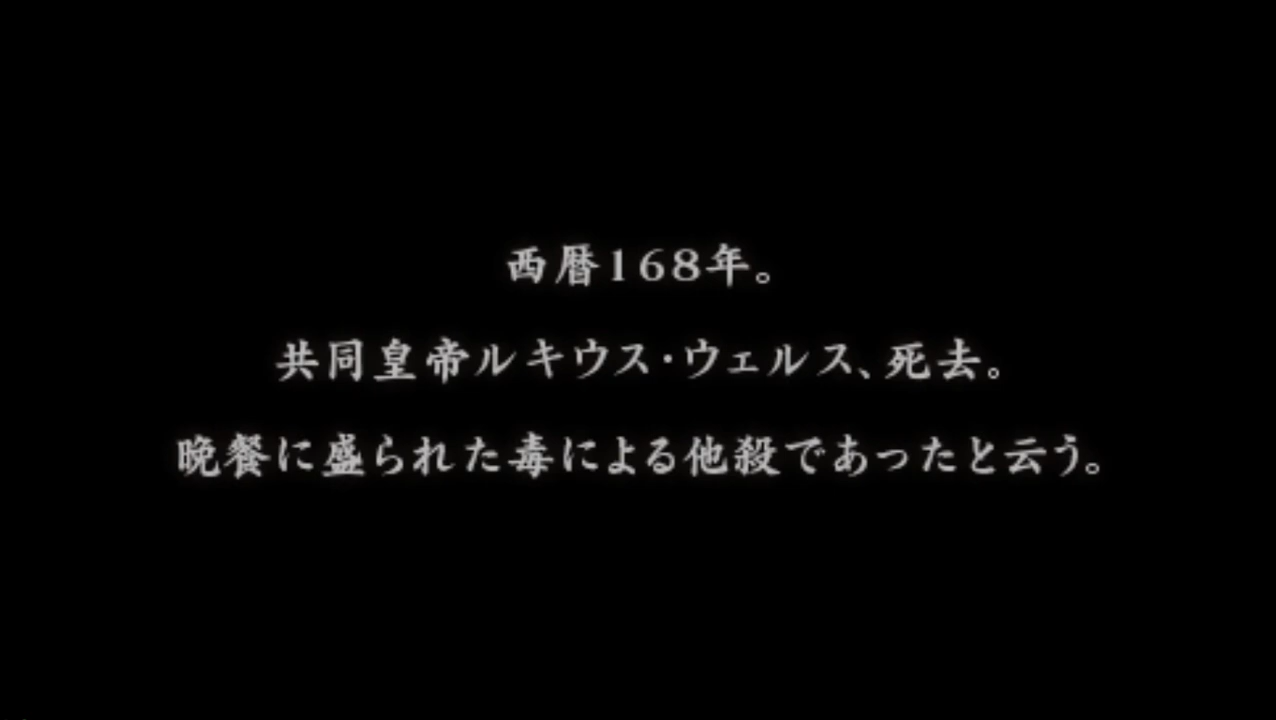 西暦168年。
共同皇帝ルキウス・ウェルス、死去。
晩餐に盛られた毒による他殺であったと云う。